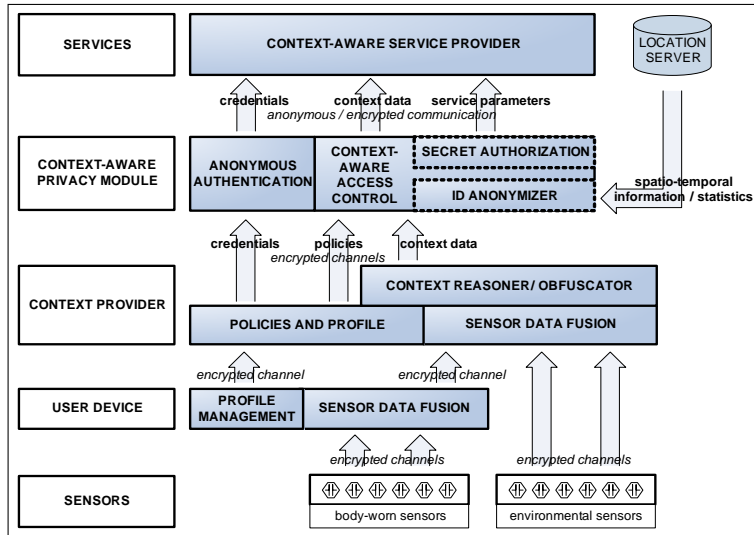 SERVICES
CONTEXT-AWARE SERVICE PROVIDER
LOCATION
SERVER
credentials
context data
service parameters
anonymous / encrypted communication
CONTEXT-AWARE
PRIVACY MODULE
ANONYMOUS
AUTHENTICATION
CONTEXT-
AWARE
ACCESS
CONTROL
SECRET AUTHORIZATION
ID ANONYMIZER
spatio-temporal
information / statistics
credentials
policies
context data
encrypted channels
CONTEXT PROVIDER
CONTEXT REASONER/ OBFUSCATOR
POLICIES AND PROFILE
SENSOR DATA FUSION
encrypted channel
encrypted channel
USER DEVICE
PROFILE
MANAGEMENT
SENSOR DATA FUSION
encrypted channels
encrypted channels
SENSORS
body-worn sensors
environmental sensors